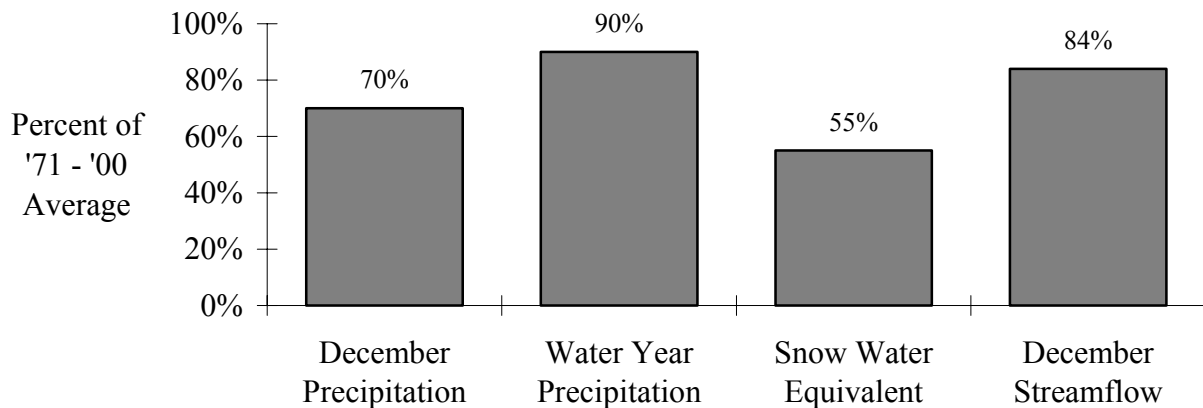 Percent of
'71 - '00
Average
100%
80%
60%
40%
20%
0%
70%
90%
55%
84%
December
Precipitation
Water Year
Precipitation
Snow Water
Equivalent
December
Streamflow